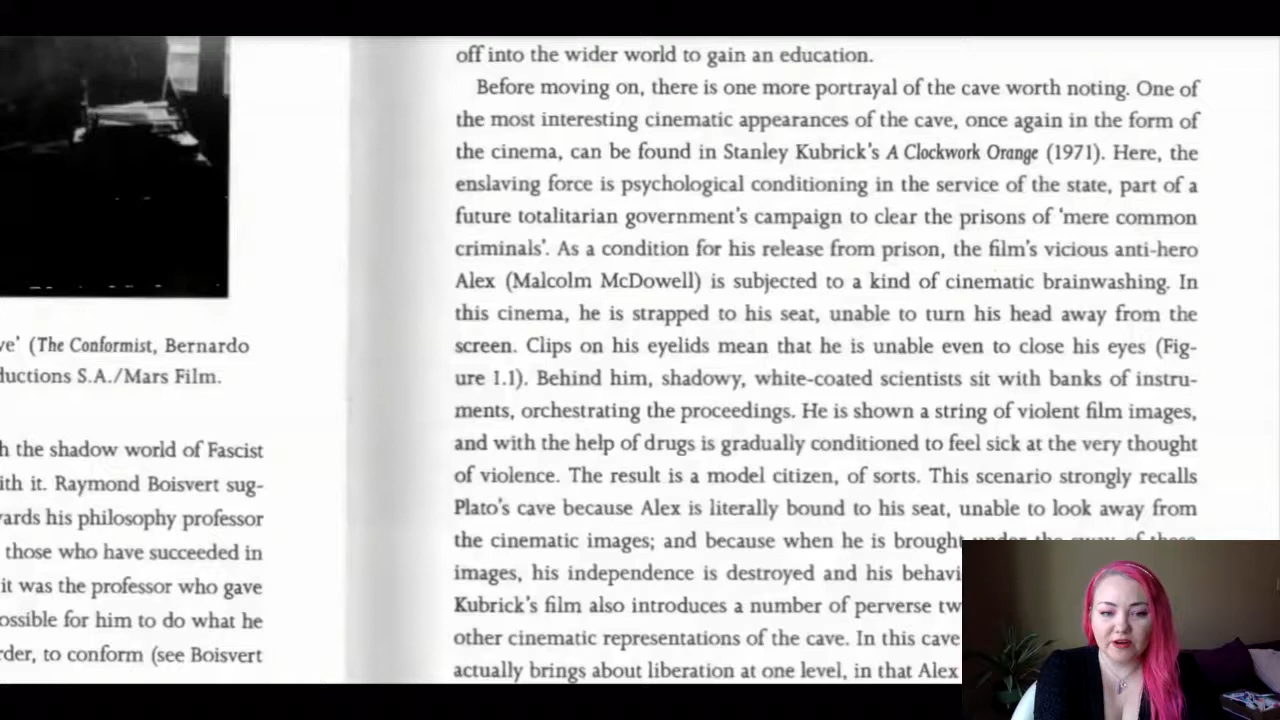 ve' (The Conformist, Bernardo
ductions S.A./Mars Film.
h the shadow world of Fascist
ith it. Raymond Boisvert sug-
vards his philosophy professor
those who have succeeded in
it was the professor who gave
ossible for him to do what he
rder, to conform (see Boisvert
off into the wider world to gain an education.
Before moving on, there is one more portrayal of the cave worth noting. One of
the most interesting cinematic appearances of the cave, once again in the form of
the cinema, can be found in Stanley Kubrick's A Clockwork Orange (1971). Here, the
enslaving force is psychological conditioning in the service of the state, part of a
future totalitarian government's campaign to clear the prisons of 'mere common
criminals'. As a condition for his release from prison, the film's vicious anti-hero
Alex (Malcolm McDowell) is subjected to a kind of cinematic brainwashing. In
this cinema, he is strapped to his seat, unable to turn his head away from the
screen. Clips on his eyelids mean that he is unable even to close his eyes (Fig-
ure 1.1). Behind him, shadowy, white-coated scientists sit with banks of instru-
ments, orchestrating the proceedings. He is shown a string of violent film images,
and with the help of drugs is gradually conditioned to feel sick at the very thought
of violence. The result is a model citizen, of sorts. This scenario strongly recalls
Plato's cave because Alex is literally bound to his seat, unable to look away from
the cinematic images; and because when he is brought
images, his independence is destroyed and his behavi
Kubrick's film also introduces a number of perverse tw
other cinematic representations of the cave. In this cave
actually brings about liberation at one level, in that Alex